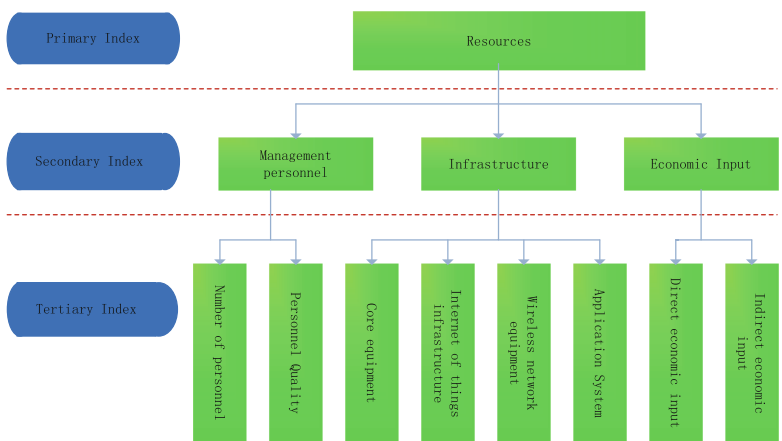 Primary Index
Resources
Secondary Index
Management
personnel
Infrastructure
Economic Input
Tertiary Index
Number of personnel
Personnel Quality
Core equipment
Internet of things
infrastructure
Wireless network
equipment
Application System
Direct economic input
Indirect economic
input